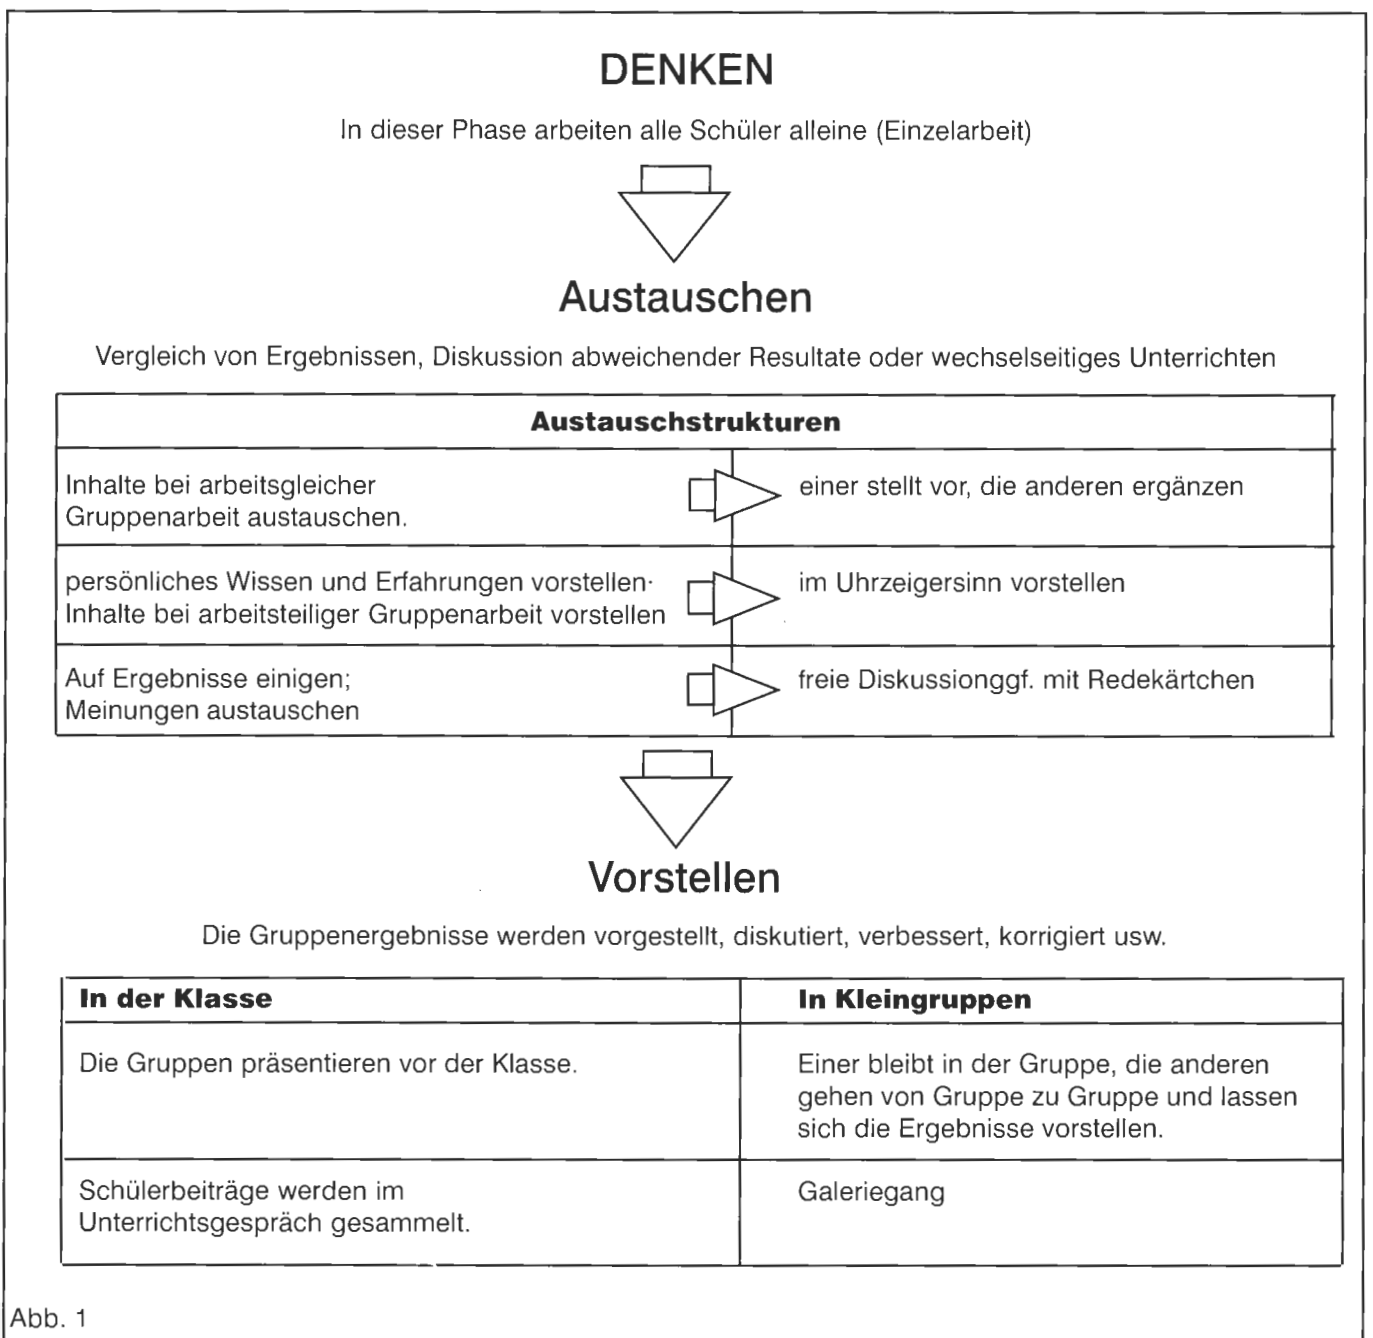 DENKEN
In dieser Phase arbeiten alle Schüler alleine (Einzelarbeit)
Austauschen
Vergleich von Ergebnissen, Diskussion abweichender Resultate oder wechselseitiges Unterrichten
Austauschstrukturen
Inhalte bei arbeitsgleicher
Gruppenarbeit austauschen.
einer stellt vor, die anderen ergänzen
persönliches Wissen und Erfahrungen vorstellen·
Inhalte bei arbeitsteiliger Gruppenarbeit vorstellen
im Uhrzeigersinn vorstellen
Auf Ergebnisse einigen;
Meinungen austauschen
freie Diskussionggf. mit Redekärtchen
Vorstellen
Die Gruppenergebnisse werden vorgestellt, diskutiert, verbessert, korrigiert usw.
In der Klasse
In Kleingruppen
Die Gruppen präsentieren vor der Klasse.
Einer bleibt in der Gruppe, die anderen
gehen von Gruppe zu Gruppe und lassen
sich die Ergebnisse vorstellen.
Schülerbeiträge werden im
Unterrichtsgespräch gesammelt.
Galeriegang
Abb. 1